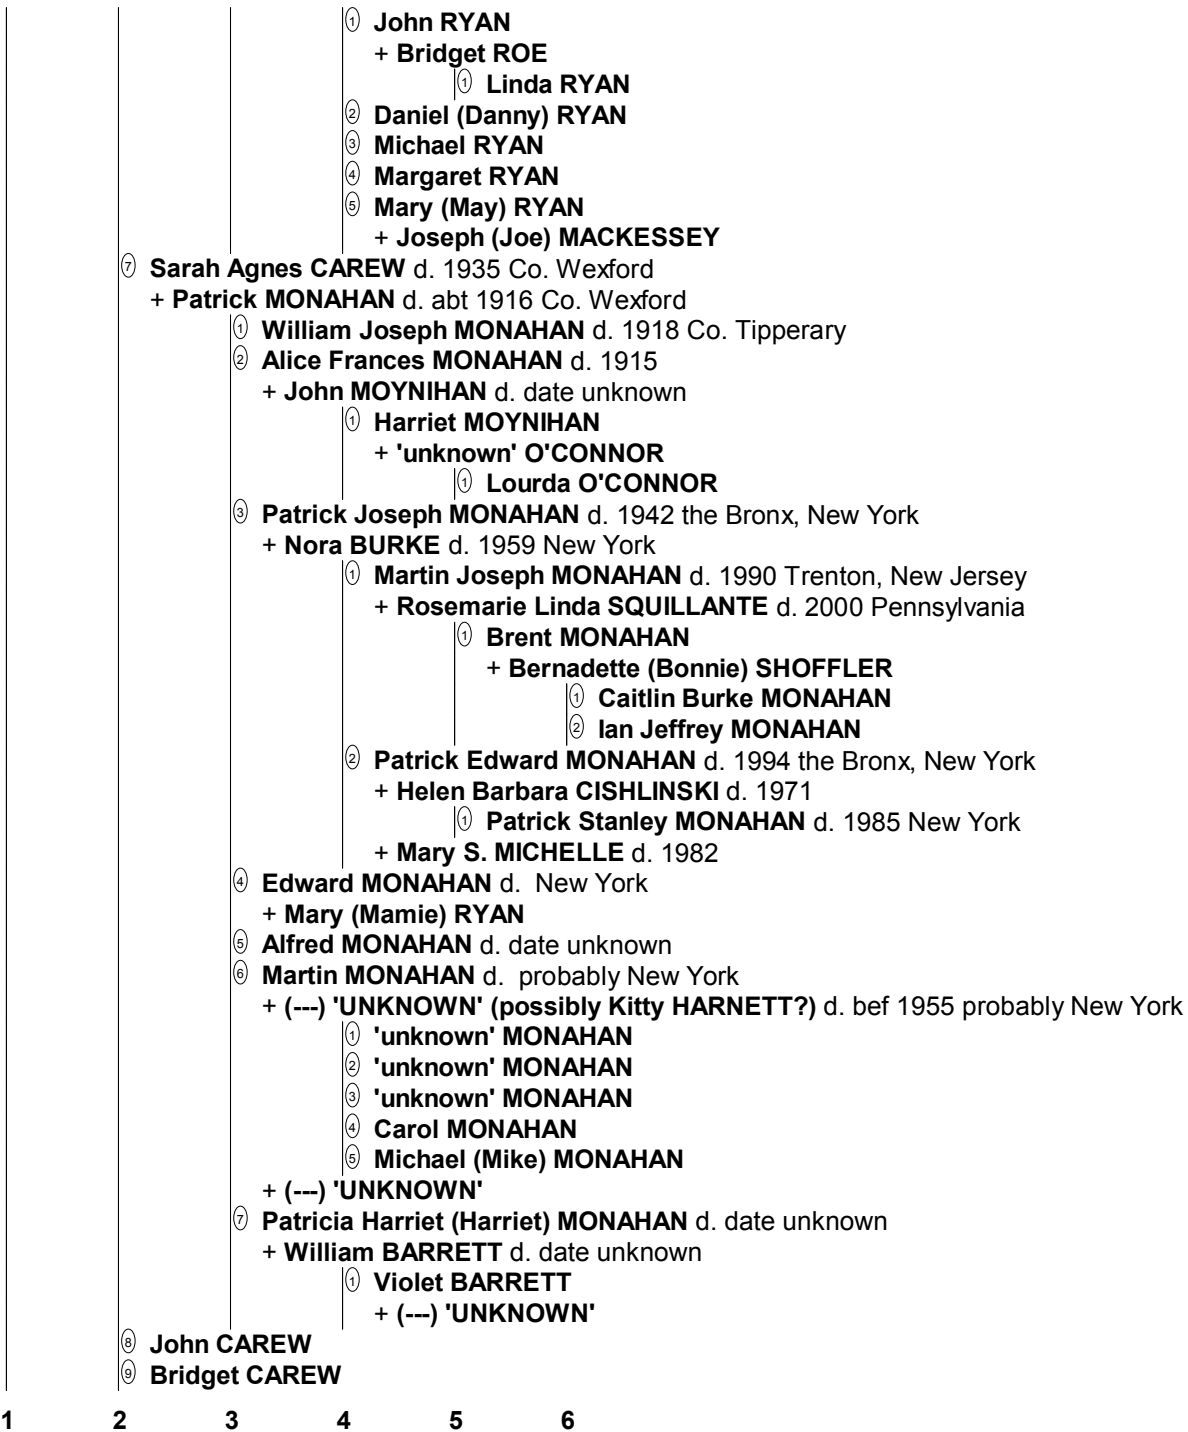 ① John RYAN
+ Bridget ROE
① Linda RYAN
② Daniel (Danny) RYAN
③ Michael RYAN
④ Margaret RYAN
⑤ Mary (May) RYAN
+ Joseph (Joe) MACKESSEY
⑦ Sarah Agnes CAREW d. 1935 Co. Wexford
+ Patrick MONAHAN d. abt 1916 Co. Wexford
① William Joseph MONAHAN d. 1918 Co. Tipperary
② Alice Frances MONAHAN d. 1915
+ John MOYNIHAN d. date unknown
① Harriet MOYNIHAN
+ 'unknown' O'CONNOR
① Lourda O'CONNOR
③ Patrick Joseph MONAHAN d. 1942 the Bronx, New York
+ Nora BURKE d. 1959 New York
① Martin Joseph MONAHAN d. 1990 Trenton, New Jersey
+ Rosemarie Linda SQUILLANTE d. 2000 Pennsylvania
① Brent MONAHAN
+ Bernadette (Bonnie) SHOFFLER
① Caitlin Burke MONAHAN
② Ian Jeffrey MONAHAN
② Patrick Edward MONAHAN d. 1994 the Bronx, New York
+ Helen Barbara CISHLINSKI d. 1971
① Patrick Stanley MONAHAN d. 1985 New York
+ Mary S. MICHELLE d. 1982
④ Edward MONAHAN d.  New York
+ Mary (Mamie) RYAN
⑤ Alfred MONAHAN d. date unknown
⑥ Martin MONAHAN d.  probably New York
+ (---) 'UNKNOWN' (possibly Kitty HARNETT?) d. bef 1955 probably New York
① 'unknown' MONAHAN
② 'unknown' MONAHAN
③ 'unknown' MONAHAN
④ Carol MONAHAN
⑤ Michael (Mike) MONAHAN
+ (---) 'UNKNOWN'
⑦ Patricia Harriet (Harriet) MONAHAN d. date unknown
+ William BARRETT d. date unknown
① Violet BARRETT
+ (---) 'UNKNOWN'
⑧ John CAREW
⑨ Bridget CAREW
1 2 3 4 5 6